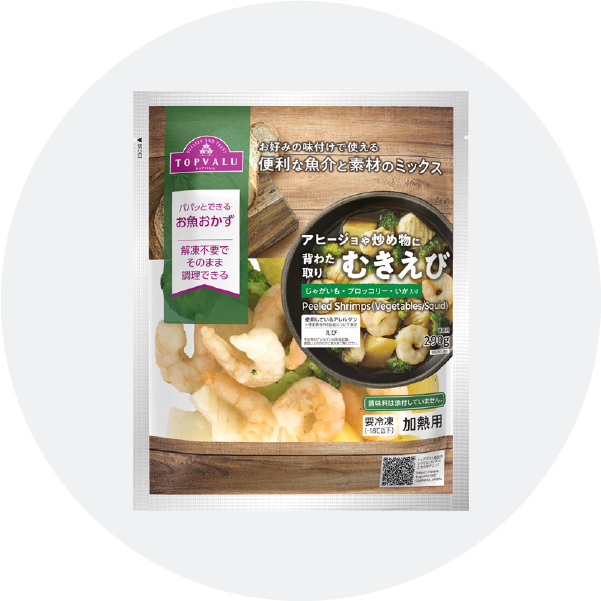 お好みの味付けで使える
便利な魚介と素材のミックス
QUALITY AND TASTE
TOPVALU
パパッとできる
お魚おかず
解凍不要で
そのまま
調理できる
アヒージョや炒め物に
背わた取り むきえび
じゃがいも・ブロッコリー・いか入り
Peeled Shrimps(Vegetables/Squid)
使用しているアレルゲン
えび
290g
調味料は添付していません。
要冷凍
(-18℃以下)
加熱用